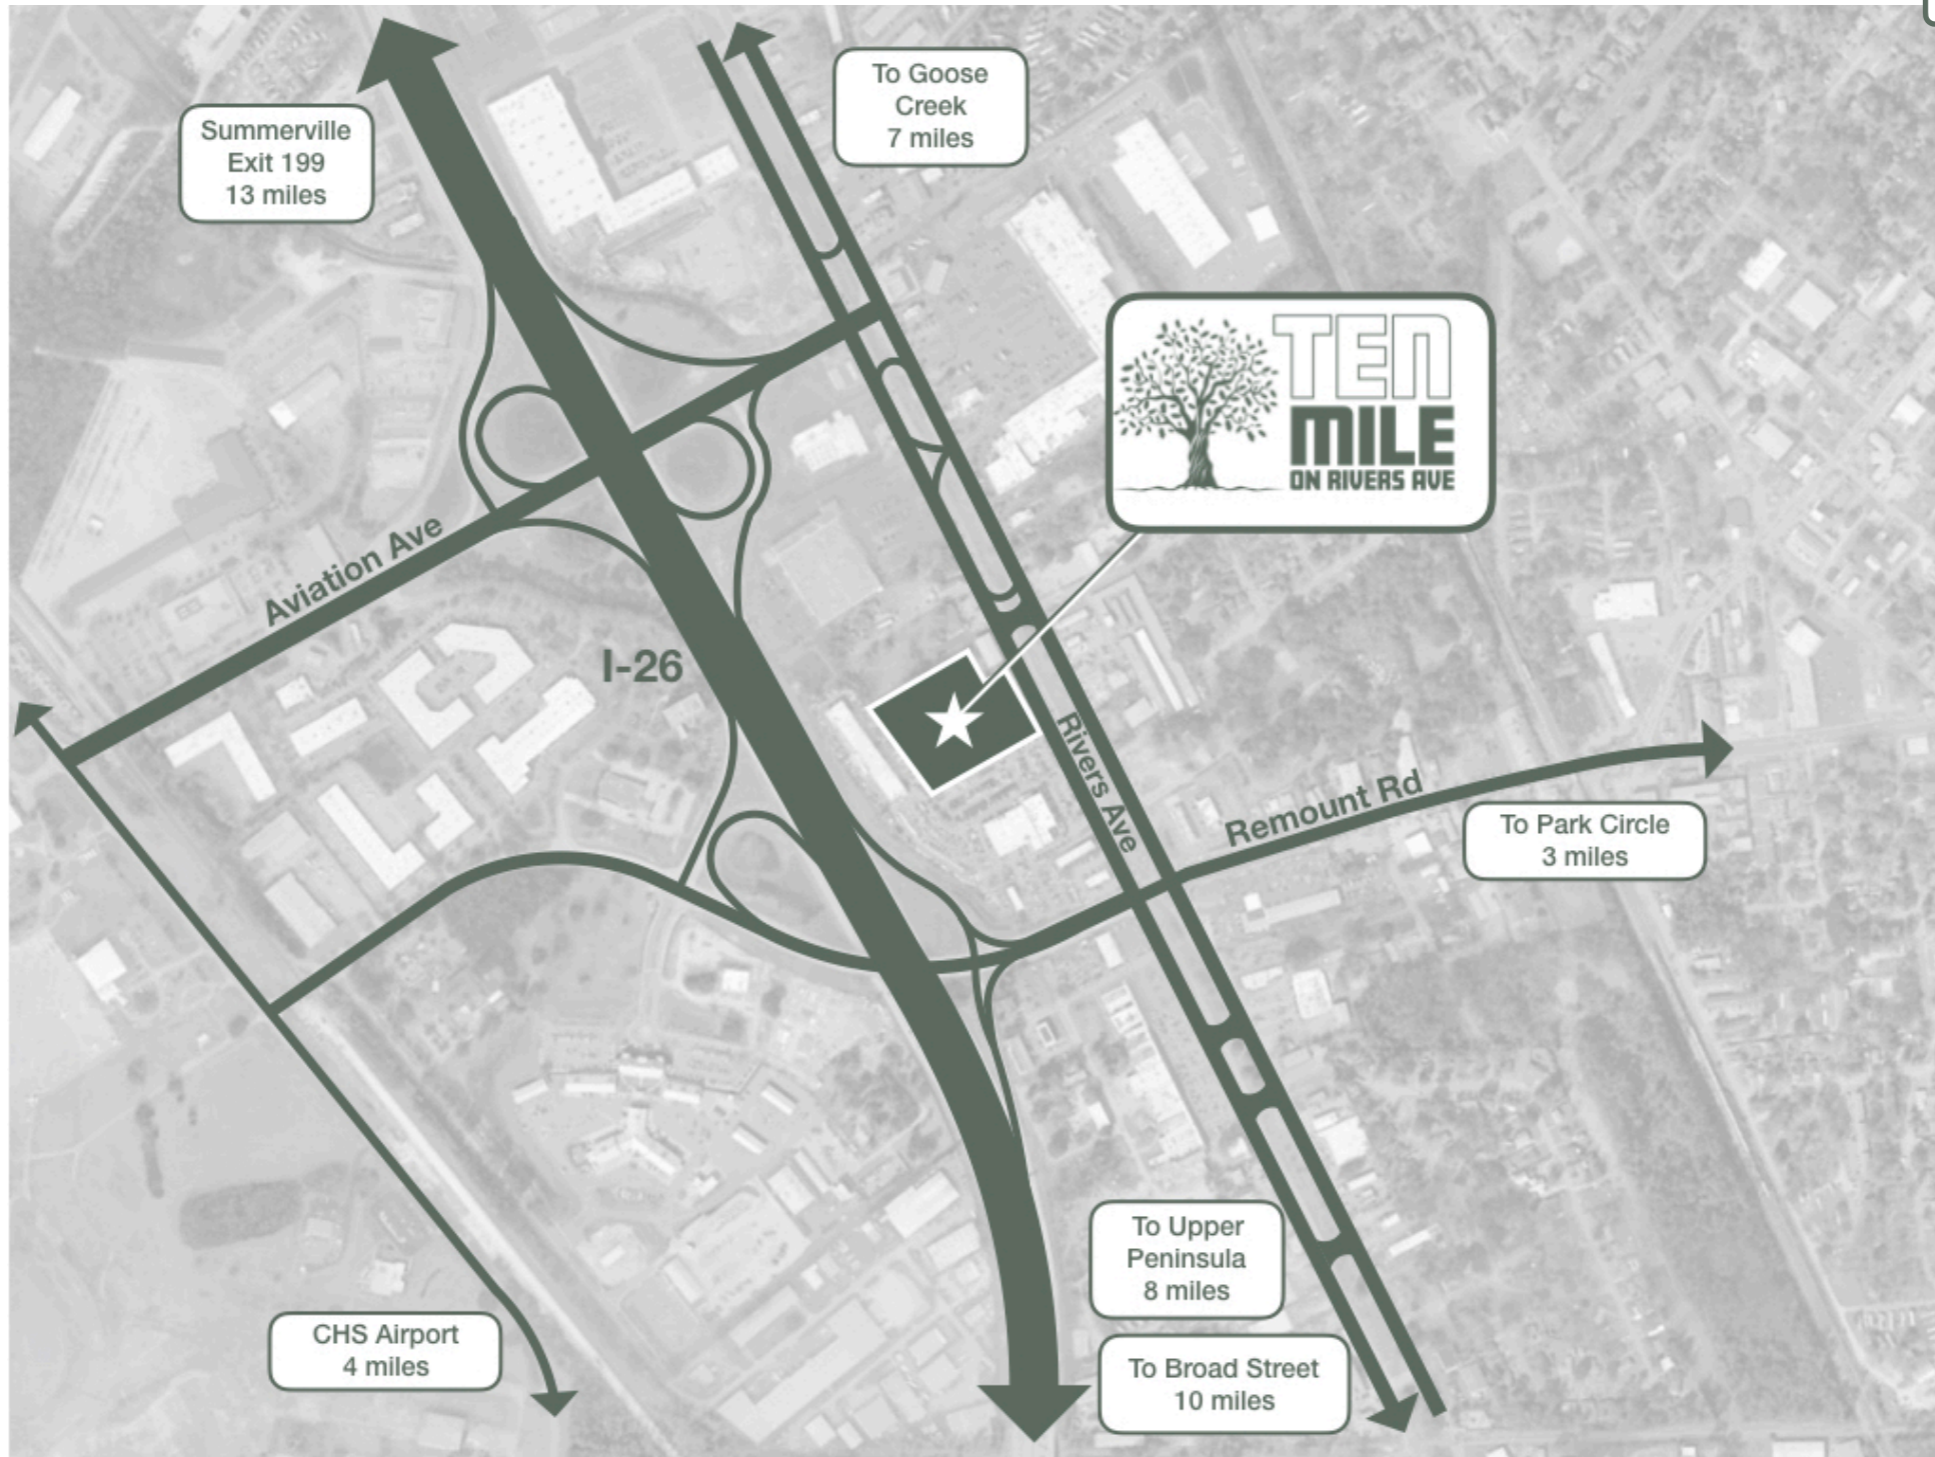 To Goose
Creek
7 miles
Summerville
Exit 199
13 miles
TEN
MILE
ON RIVERS AVE
Aviation Ave
I-26
Rivers Ave
Remount Rd
To Park Circle
3 miles
To Upper
Peninsula
8 miles
CHS Airport
4 miles
To Broad Street
10 miles